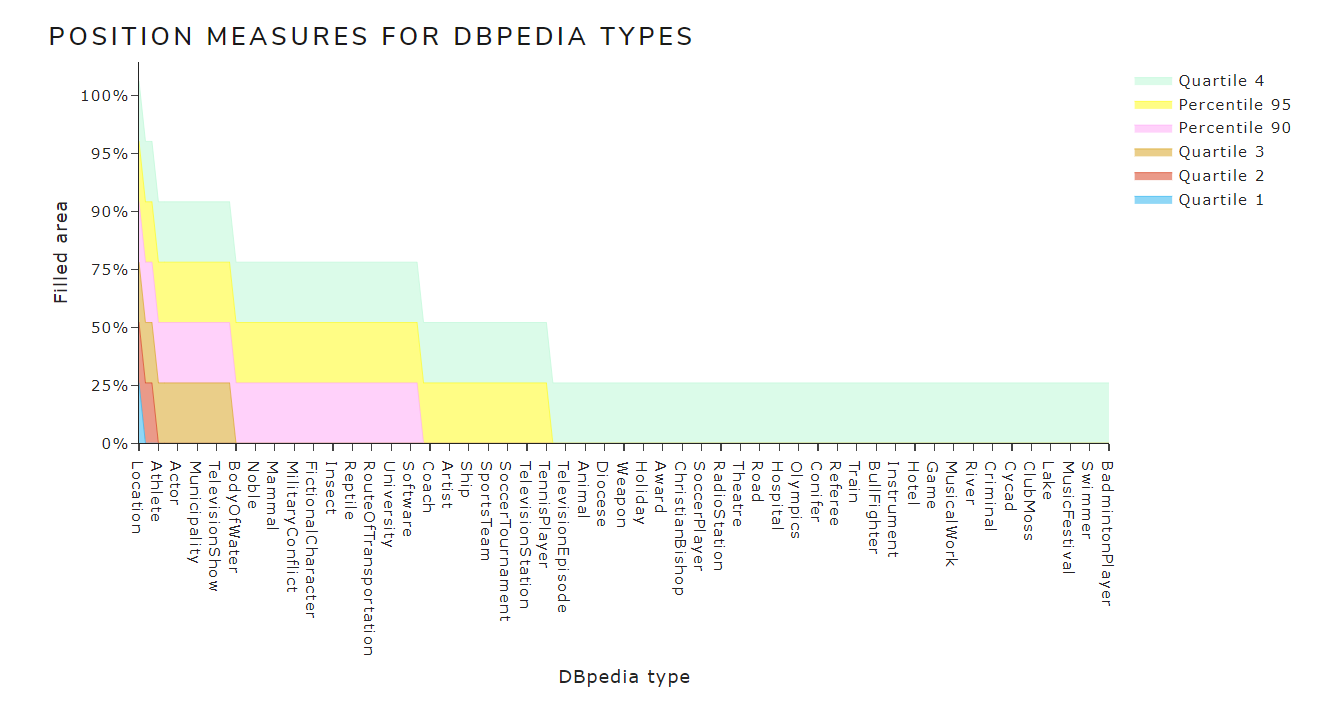 POSITION MEASURES FOR DBPEDIA TYPES
Quartile 4
Percentile 95
Percentile 90
Quartile 3
Quartile 2
Quartile 1
Filled area
100%
95%
90%
75%
50%
25%
0%
Location
Athlete
Actor
Municipality
TelevisionShow
BodyOfWater
Noble
Mammal
MilitaryConflict
FictionalCharacter
Insect
Reptile
RouteOfTransportation
University
Software
Coach
Artist
Ship
SportsTeam
SoccerTournament
TelevisionStation
TennisPlayer
TelevisionEpisode
Animal
Diocese
Weapon
Holiday
Award
ChristianBishop
SoccerPlayer
RadioStation
Theatre
Road
Hospital
Olympics
Conifer
Referee
Train
BullFighter
Instrument
Hotel
Game
MusicalWork
River
Criminal
Cycad
ClubMoss
Lake
MusicFestival
Swimmer
BadmintonPlayer
DBpedia type